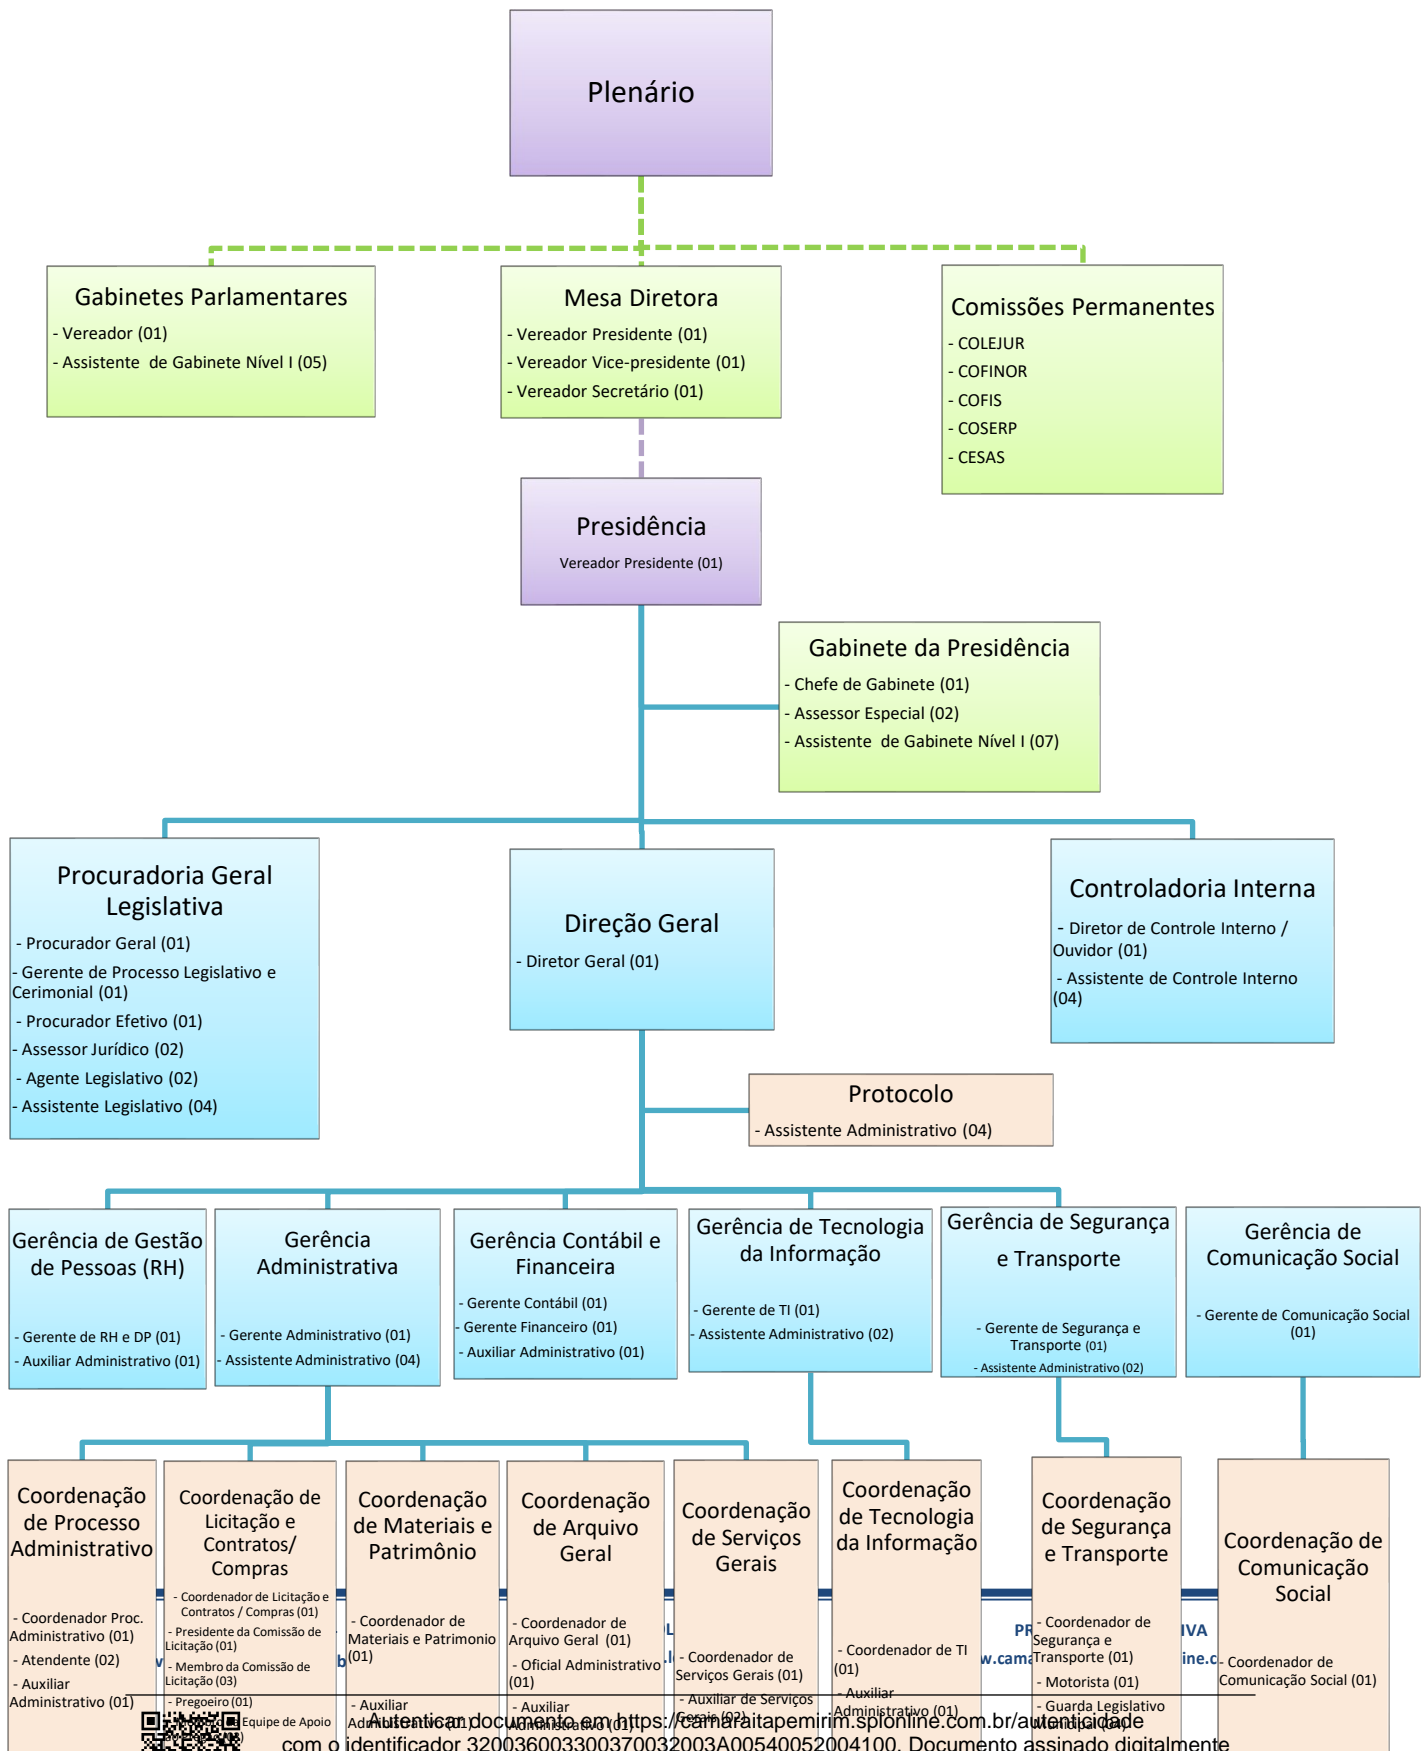 Plenário
Gabinetes Parlamentares
- Vereador (01)
- Assistente de Gabinete Nível I (05)
Mesa Diretora
- Vereador Presidente (01)
- Vereador Vice-presidente (01)
- Vereador Secretário (01)
Comissões Permanentes
- COLEJUR
- COFINOR
- COFIS
- COSERP
- CESAS
Presidência
Vereador Presidente (01)
Gabinete da Presidência
- Chefe de Gabinete (01)
- Assessor Especial (02)
- Assistente de Gabinete Nível I (07)
Procuradoria Geral
Legislativa
- Procurador Geral (01)
- Gerente de Processo Legislativo e
Cerimonial (01)
- Procurador Efetivo (01)
- Assessor Jurídico (02)
- Agente Legislativo (02)
- Assistente Legislativo (04)
Direção Geral
- Diretor Geral (01)
Controladoria Interna
- Diretor de Controle Interno /
Ouvidor (01)
- Assistente de Controle Interno
(04)
Protocolo
- Assistente Administrativo (04)
Gerência de Gestão
de Pessoas (RH)
- Gerente de RH e DP (01)
- Auxiliar Administrativo (01)
Gerência
Administrativa
- Gerente Administrativo (01)
- Assistente Administrativo (04)
Gerência Contábil e
Financeira
- Gerente Contábil (01)
- Gerente Financeiro (01)
- Auxiliar Administrativo (01)
Gerência de Tecnologia
da Informação
- Gerente de TI (01)
- Assistente Administrativo (02)
Gerência de Segurança
e Transporte
- Gerente de Segurança e
Transporte (01)
- Assistente Administrativo (02)
Gerência de
Comunicação Social
- Gerente de Comunicação Social
(01)
Coordenação
de Processo
Administrativo
- Coordenador Proc.
Administrativo (01)
- Atendente (02)
- Auxiliar
Administrativo (01)
Coordenação de
Licitação e
Contratos/
Compras
- Coordenador de Licitação e
Contratos / Compras (01)
- Presidente da Comissão de
Licitação (01)
- Membro da Comissão de
Licitação (03)
- Pregoeiro (01)
Equipe de Apoio
Coordenação
de Materiais e
Patrimônio
- Coordenador de
Materiais e Patrimonio
(01)
- Auxiliar
Administrativo (01)
Coordenação
de Arquivo
Geral
- Coordenador de
Arquivo Geral (01)
- Oficial Administrativo
(01)
- Auxiliar
Administrativo (01)
Coordenação
de Serviços
Gerais
- Coordenador de
Serviços Gerais (01)
- Auxiliar de Serviços
Gerais (02)
Coordenação
de Tecnologia
da Informação
- Coordenador de TI
(01)
- Auxiliar
Administrativo (01)
Coordenação
de Segurança
e Transporte
- Coordenador de
Segurança e
Transporte (01)
- Motorista (01)
- Guarda Legislativo
Municipal (04)
Coordenação de
Comunicação
Social
- Coordenador de
Comunicação Social (01)
PR IVA
w.cama ine.c
Autenticar documento em https://camaraitapemirim.splonline.com.br/autenticidade
com o identificador 320036003300370032003A00540052004100, Documento assinado digitalmente